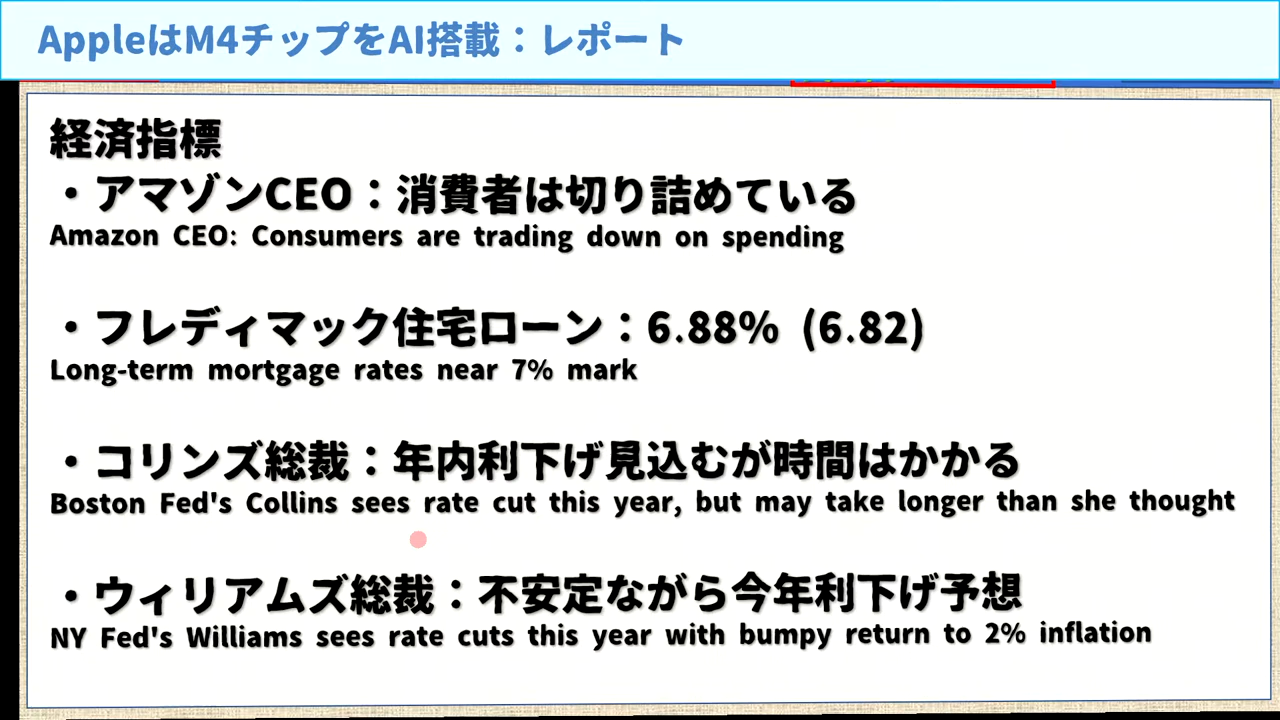 AppleはM4チップをAI搭載：レポート
経済指標
・アマゾンCEO：消費者は切り詰めている
Amazon CEO: Consumers are trading down on spending
・フレディマック住宅ローン：6.88% (6.82)
Long-term mortgage rates near 7% mark
・コリンズ総裁：年内利下げ見込むが時間はかかる
Boston Fed's Collins sees rate cut this year, but may take longer than she thought
・ウィリアムズ総裁：不安定ながら今年利下げ予想
NY Fed's Williams sees rate cuts this year with bumpy return to 2% inflation